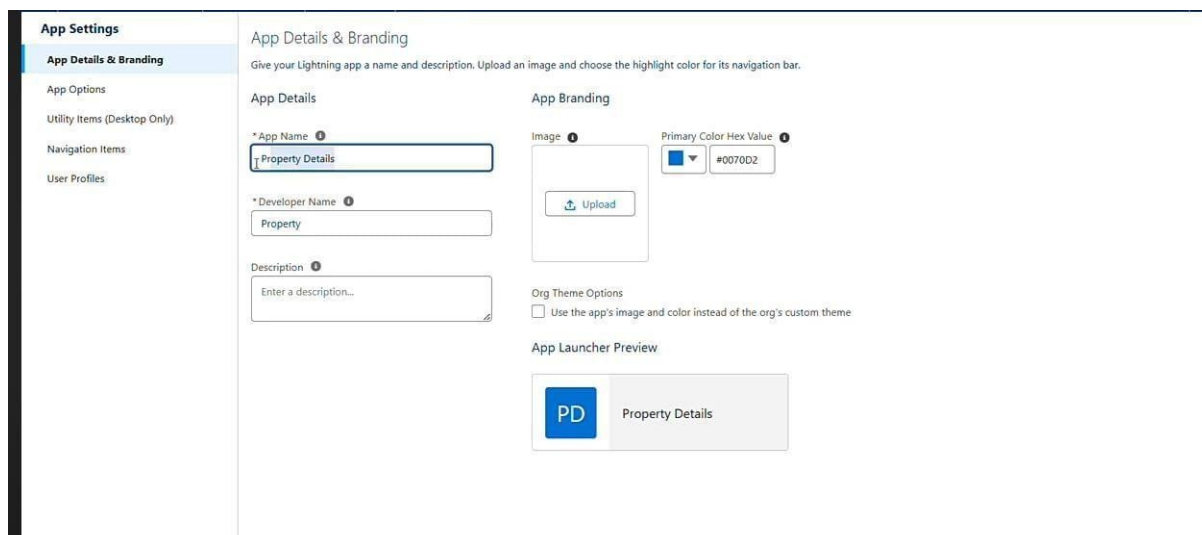 App Settings
App Details & Branding
App Options
Utility Items (Desktop Only)
Navigation Items
User Profiles
App Details & Branding
Give your Lightning app a name and description. Upload an image and choose the highlight color for its navigation bar.
App Details
*App Name
Property Details
*Developer Name
Property
Description
Enter a description...
App Branding
Image
Upload
Primary Color Hex Value
#0070D2
Org Theme Options
Use the app's image and color instead of the org's custom theme
App Launcher Preview
PD
Property Details